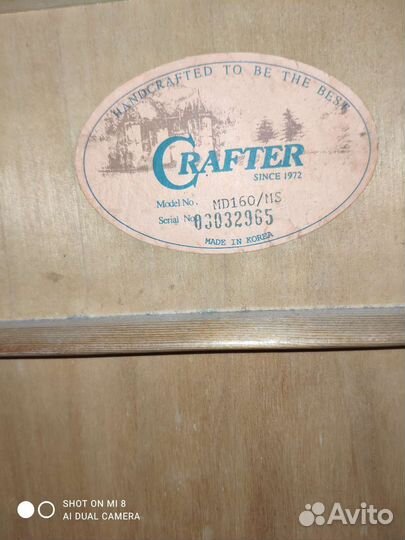 HANDCRAFTED TO BE THE BEST
CRAFTER
SINCE 1972
Model No. MD160/MS
Serial No. 03032965
MADE IN KOREA
SHOT ON MI 8
AI DUAL CAMERA
Avito